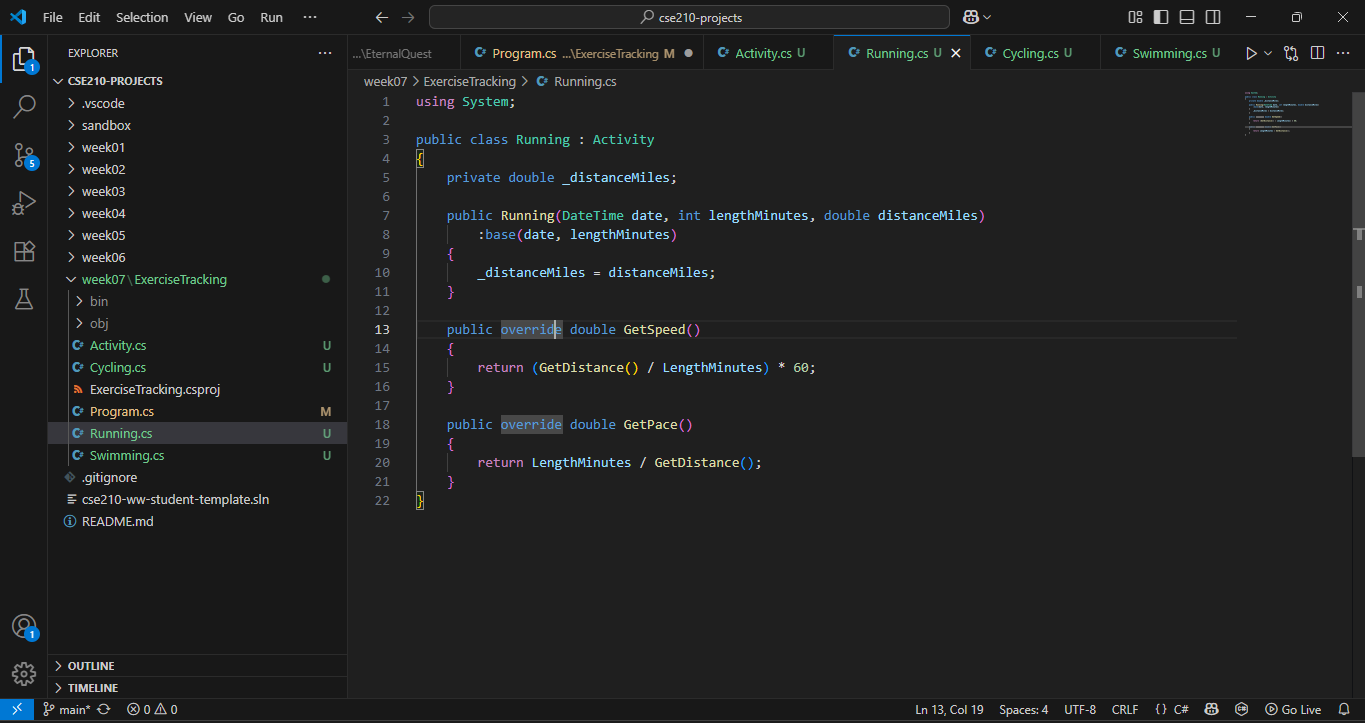 File Edit Selection View Go Run ··· cse210-projects
EXPLORER ···
CSE210-PROJECTS
.vscode
sandbox
week01
week02
week03
week04
week05
week06
week07\ExerciseTracking
bin
obj
Activity.cs U
Cycling.cs U
ExerciseTracking.csproj
Program.cs M
Running.cs U
Swimming.cs U
.gitignore
cse210-ww-student-template.sln
README.md
OUTLINE
TIMELINE
1
5
1
...\EternalQuest Program.cs ...\ExerciseTracking M Activity.cs U Running.cs U Cycling.cs U Swimming.cs U
week07 > ExerciseTracking > Running.cs
1 using System;
2
3 public class Running : Activity
4 {
5 private double _distanceMiles;
6
7 public Running(DateTime date, int lengthMinutes, double distanceMiles)
8 :base(date, lengthMinutes)
9 {
10 _distanceMiles = distanceMiles;
11 }
12
13 public override double GetSpeed()
14 {
15 return (GetDistance() / LengthMinutes) * 60;
16 }
17
18 public override double GetPace()
19 {
20 return LengthMinutes / GetDistance();
21 }
22 }
main* 0 0 Ln 13, Col 19 Spaces: 4 UTF-8 CRLF {} C# Go Live